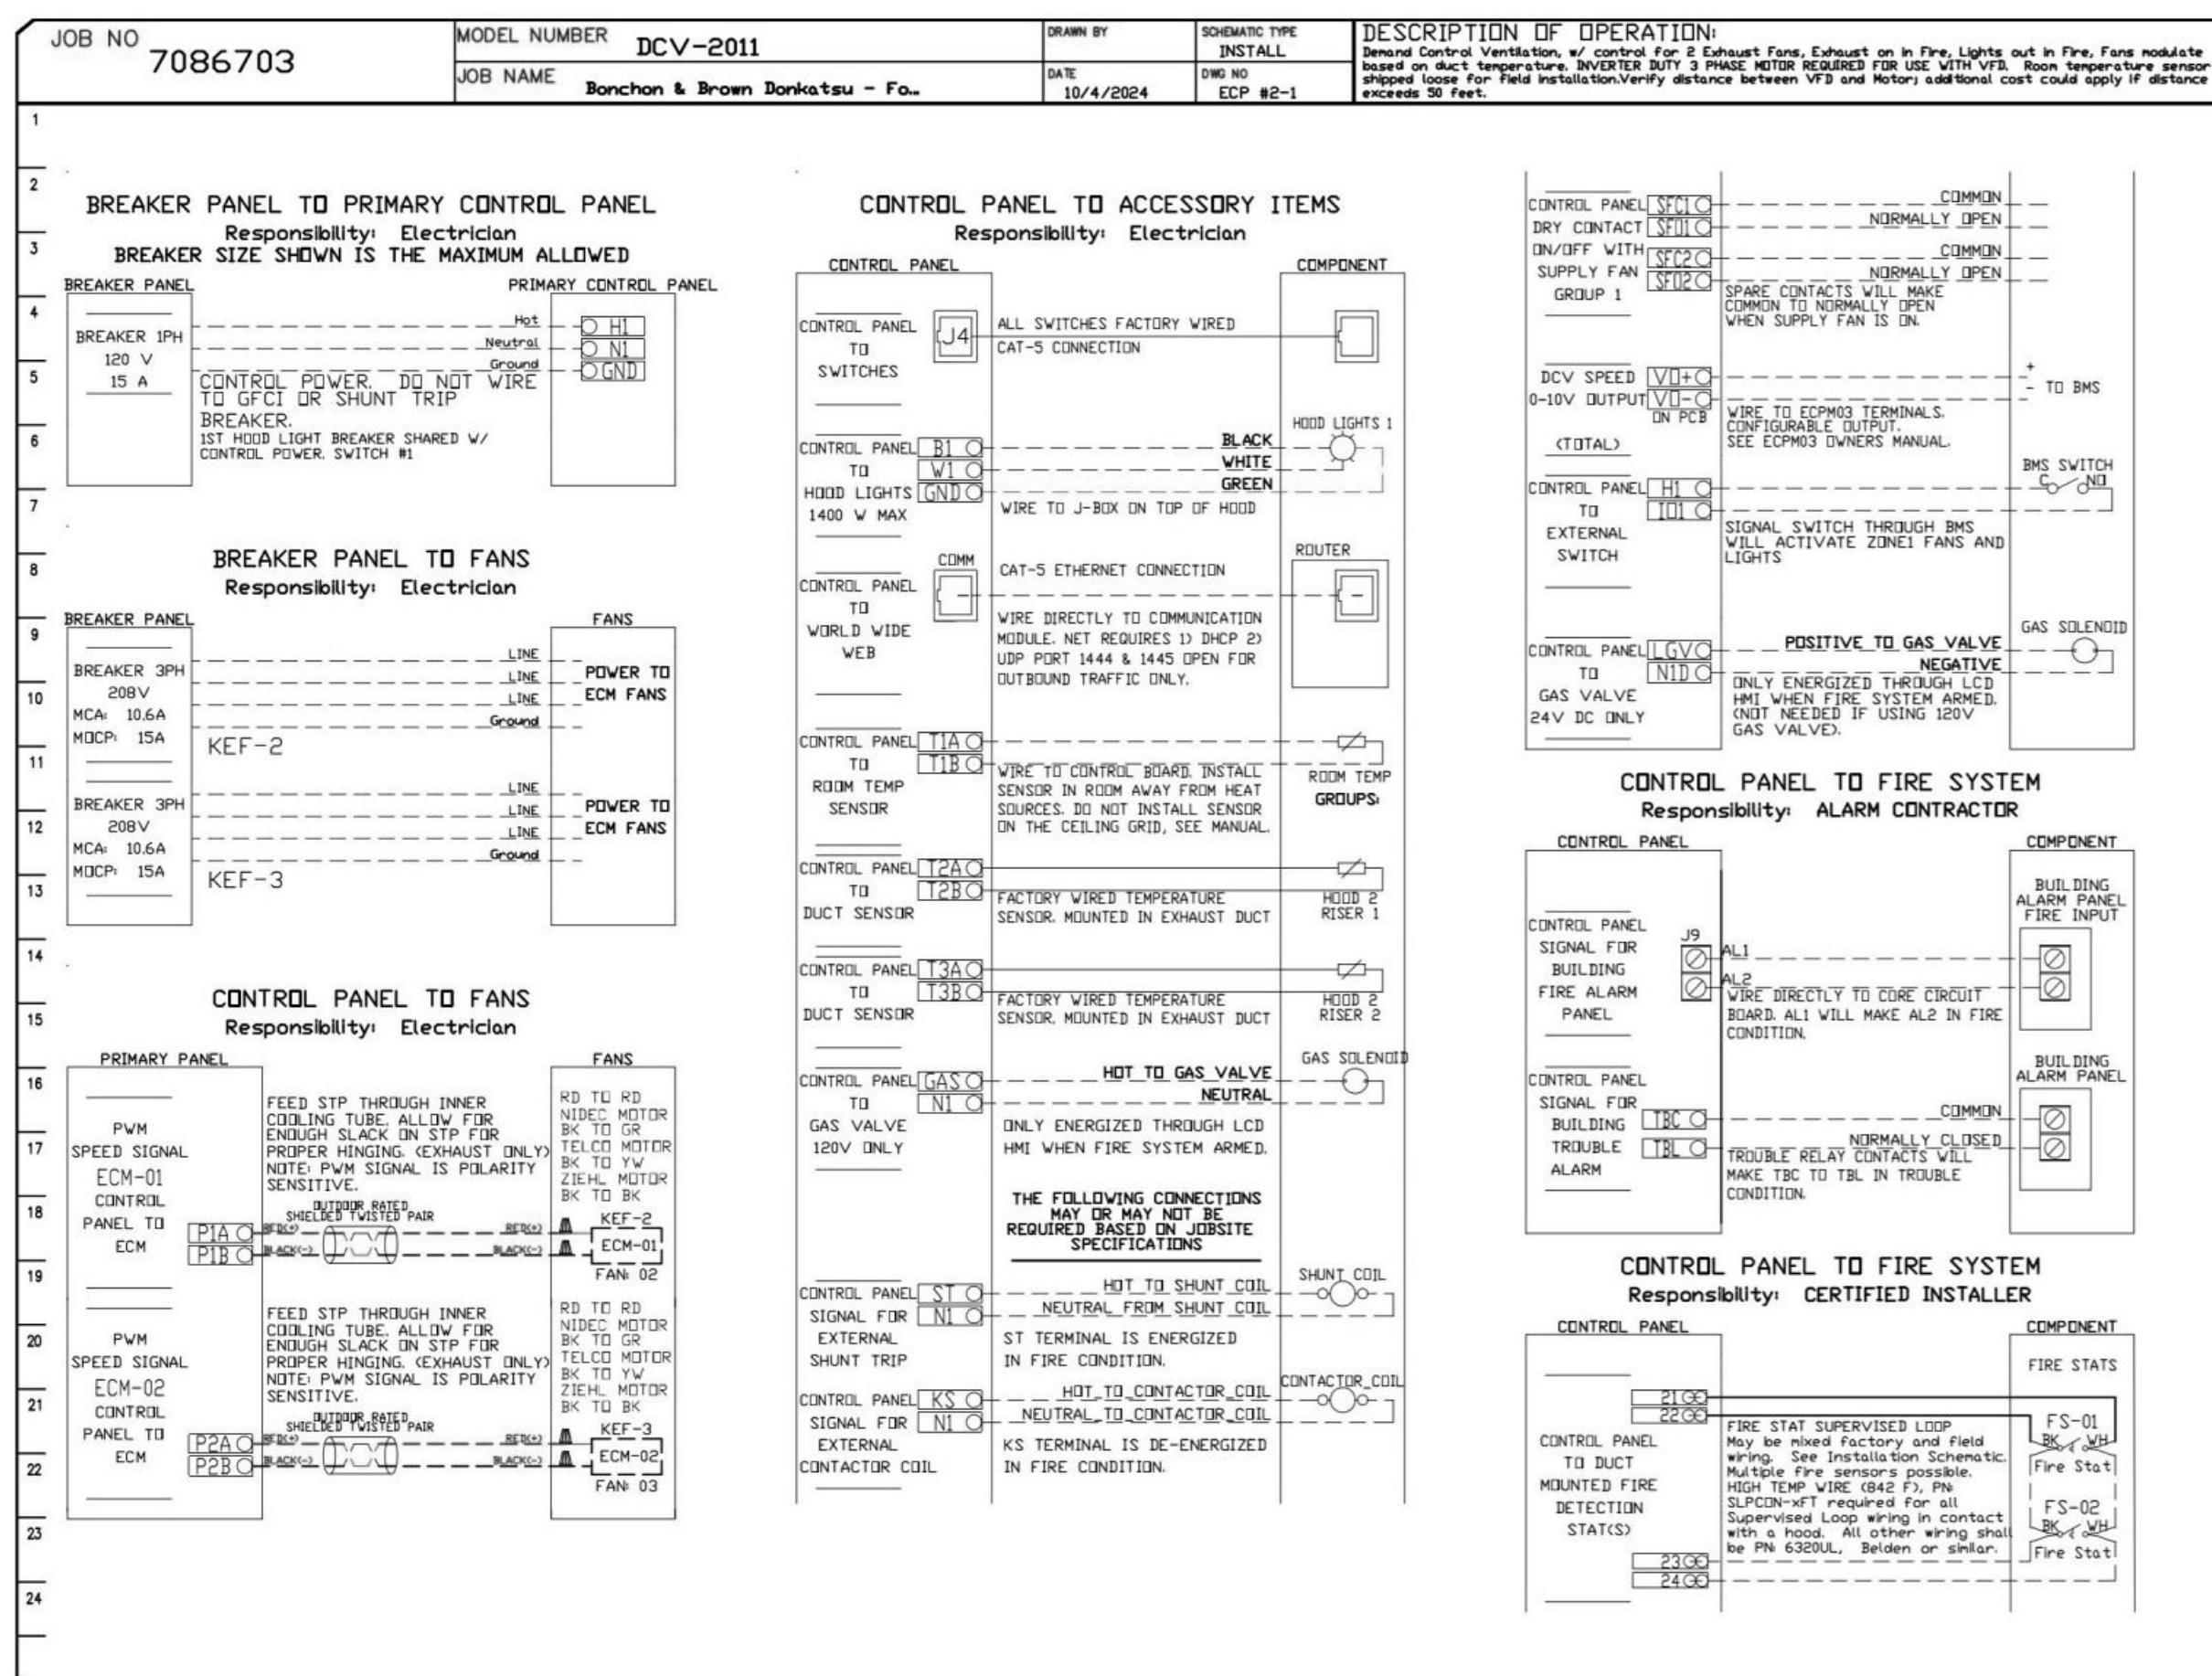 JOB NO
7086703
MODEL NUMBER DCV-2011
JOB NAME Bonchon & Brown Donkatsu - Fo...
DRAWN BY
DATE
10/4/2024
SCHEMATIC TYPE
INSTALL
DWG NO
ECP #2-1
DESCRIPTION OF OPERATION:
Demand Control Ventilation, w/ control for 2 Exhaust Fans, Exhaust on in Fire, Lights out in Fire, Fans modulate
based on duct temperature. INVERTER DUTY 3 PHASE MOTOR REQUIRED FOR USE WITH VFD. Room temperature sensor
shipped loose for field installation.Verify distance between VFD and Motor; additional cost could apply if distance
exceeds 50 feet.
1
2
3
4
5
6
7
8
9
10
11
12
13
14
15
16
17
18
19
20
21
22
23
24
BREAKER PANEL TO PRIMARY CONTROL PANEL
Responsibility: Electrician
BREAKER SIZE SHOWN IS THE MAXIMUM ALLOWED
BREAKER PANEL
PRIMARY CONTROL PANEL
BREAKER 1PH
120 V
15 A
Hot H1
Neutral N1
Ground GND
CONTROL POWER. DO NOT WIRE
TO GFCI OR SHUNT TRIP
BREAKER.
1ST HOOD LIGHT BREAKER SHARED W/
CONTROL POWER. SWITCH #1
BREAKER PANEL TO FANS
Responsibility: Electrician
BREAKER PANEL
FANS
BREAKER 3PH
208V
MCA: 10.6A
MOCP: 15A
LINE
LINE
LINE
Ground
KEF-2
POWER TO
ECM FANS
BREAKER 3PH
208V
MCA: 10.6A
MOCP: 15A
LINE
LINE
LINE
Ground
KEF-3
POWER TO
ECM FANS
CONTROL PANEL TO FANS
Responsibility: Electrician
PRIMARY PANEL
FANS
PWM
SPEED SIGNAL
ECM-01
CONTROL
PANEL TO
ECM
P1A
P1B
FEED STP THROUGH INNER
COOLING TUBE. ALLOW FOR
ENOUGH SLACK ON STP FOR
PROPER HINGING. (EXHAUST ONLY)
NOTE: PWM SIGNAL IS POLARITY
SENSITIVE.
OUTDOOR RATED
SHIELDED TWISTED PAIR
RED(+) RED(+)
BLACK(-) BLACK(-)
RD TO RD
NIDEC MOTOR
BK TO GR
TELCO MOTOR
BK TO YW
ZIEHL MOTOR
BK TO BK
KEF-2
ECM-01
FAN: 02
PWM
SPEED SIGNAL
ECM-02
CONTROL
PANEL TO
ECM
P2A
P2B
FEED STP THROUGH INNER
COOLING TUBE. ALLOW FOR
ENOUGH SLACK ON STP FOR
PROPER HINGING. (EXHAUST ONLY)
NOTE: PWM SIGNAL IS POLARITY
SENSITIVE.
OUTDOOR RATED
SHIELDED TWISTED PAIR
RED(+) RED(+)
BLACK(-) BLACK(-)
RD TO RD
NIDEC MOTOR
BK TO GR
TELCO MOTOR
BK TO YW
ZIEHL MOTOR
BK TO BK
KEF-3
ECM-02
FAN: 03
CONTROL PANEL TO ACCESSORY ITEMS
Responsibility: Electrician
CONTROL PANEL
COMPONENT
CONTROL PANEL
TO
SWITCHES
J4
ALL SWITCHES FACTORY WIRED
CAT-5 CONNECTION
CONTROL PANEL
TO
HOOD LIGHTS
1400 W MAX
B1 BLACK
W1 WHITE
GND GREEN
HOOD LIGHTS 1
WIRE TO J-BOX ON TOP OF HOOD
CONTROL PANEL
TO
WORLD WIDE
WEB
COMM
ROUTER
CAT-5 ETHERNET CONNECTION
WIRE DIRECTLY TO COMMUNICATION
MODULE. NET REQUIRES 1) DHCP 2)
UDP PORT 1444 & 1445 OPEN FOR
OUTBOUND TRAFFIC ONLY.
CONTROL PANEL
TO
ROOM TEMP
SENSOR
T1A
T1B
WIRE TO CONTROL BOARD. INSTALL
SENSOR IN ROOM AWAY FROM HEAT
SOURCES. DO NOT INSTALL SENSOR
ON THE CEILING GRID, SEE MANUAL.
ROOM TEMP
GROUPS:
CONTROL PANEL
TO
DUCT SENSOR
T2A
T2B
FACTORY WIRED TEMPERATURE
SENSOR. MOUNTED IN EXHAUST DUCT
HOOD 2
RISER 1
CONTROL PANEL
TO
DUCT SENSOR
T3A
T3B
FACTORY WIRED TEMPERATURE
SENSOR. MOUNTED IN EXHAUST DUCT
HOOD 2
RISER 2
CONTROL PANEL
TO
GAS VALVE
120V ONLY
GAS HOT TO GAS VALVE
N1 NEUTRAL
GAS SOLENOID
ONLY ENERGIZED THROUGH LCD
HMI WHEN FIRE SYSTEM ARMED.
THE FOLLOWING CONNECTIONS
MAY OR MAY NOT BE
REQUIRED BASED ON JOBSITE
SPECIFICATIONS
CONTROL PANEL
SIGNAL FOR
EXTERNAL
SHUNT TRIP
ST HOT TO SHUNT COIL
N1 NEUTRAL FROM SHUNT COIL
SHUNT COIL
ST TERMINAL IS ENERGIZED
IN FIRE CONDITION.
CONTROL PANEL
SIGNAL FOR
EXTERNAL
CONTACTOR COIL
KS HOT TO CONTACTOR COIL
N1 NEUTRAL TO CONTACTOR COIL
CONTACTOR COIL
KS TERMINAL IS DE-ENERGIZED
IN FIRE CONDITION.
CONTROL PANEL
DRY CONTACT
ON/OFF WITH
SUPPLY FAN
GROUP 1
SFC1 COMMON
SFO1 NORMALLY OPEN
SFC2 COMMON
SFO2 NORMALLY OPEN
SPARE CONTACTS WILL MAKE
COMMON TO NORMALLY OPEN
WHEN SUPPLY FAN IS ON.
DCV SPEED
0-10V OUTPUT
(TOTAL)
VO+
VO-
ON PCB
+
- TO BMS
WIRE TO ECPM03 TERMINALS.
CONFIGURABLE OUTPUT.
SEE ECPM03 OWNERS MANUAL.
CONTROL PANEL
TO
EXTERNAL
SWITCH
H1
IO1
BMS SWITCH
C NO
SIGNAL SWITCH THROUGH BMS
WILL ACTIVATE ZONE1 FANS AND
LIGHTS
CONTROL PANEL
TO
GAS VALVE
24V DC ONLY
LGV POSITIVE TO GAS VALVE
N1D NEGATIVE
GAS SOLENOID
ONLY ENERGIZED THROUGH LCD
HMI WHEN FIRE SYSTEM ARMED.
(NOT NEEDED IF USING 120V
GAS VALVE).
CONTROL PANEL TO FIRE SYSTEM
Responsibility: ALARM CONTRACTOR
CONTROL PANEL
COMPONENT
CONTROL PANEL
SIGNAL FOR
BUILDING
FIRE ALARM
PANEL
J9
AL1
AL2
WIRE DIRECTLY TO CORE CIRCUIT
BOARD. AL1 WILL MAKE AL2 IN FIRE
CONDITION.
BUILDING
ALARM PANEL
FIRE INPUT
CONTROL PANEL
SIGNAL FOR
BUILDING
TROUBLE
ALARM
TBC COMMON
TBL NORMALLY CLOSED
TROUBLE RELAY CONTACTS WILL
MAKE TBC TO TBL IN TROUBLE
CONDITION.
BUILDING
ALARM PANEL
CONTROL PANEL TO FIRE SYSTEM
Responsibility: CERTIFIED INSTALLER
CONTROL PANEL
COMPONENT
CONTROL PANEL
TO DUCT
MOUNTED FIRE
DETECTION
STAT(S)
21
22
23
24
FIRE STAT SUPERVISED LOOP
May be mixed factory and field
wiring. See Installation Schematic.
Multiple fire sensors possible.
HIGH TEMP WIRE (842 F), PN:
SLPCON-xFT required for all
Supervised Loop wiring in contact
with a hood. All other wiring shall
be PN: 6320UL, Belden or similar.
FIRE STATS
FS-01
BK WH
Fire Stat
FS-02
BK WH
Fire Stat